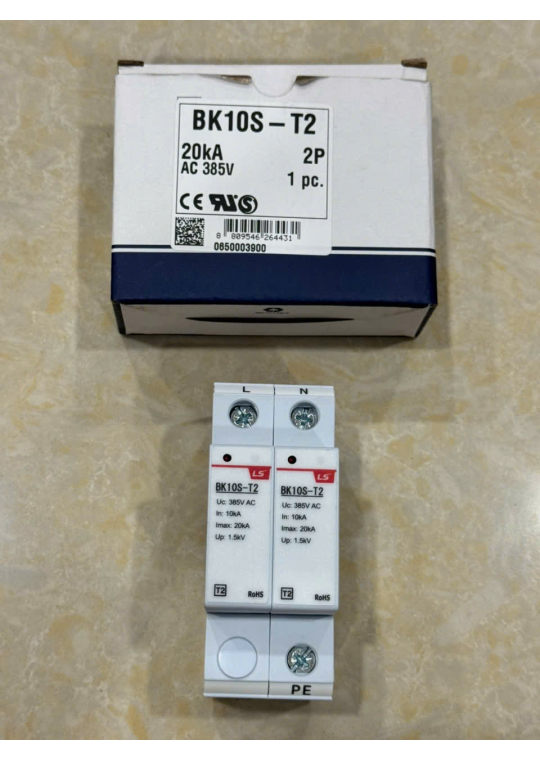 BK10S-T2
20kA 2P
AC 385V
1 pc.
CE RU S
8 809546 264431
0650003900
L N
LS LS
BK10S-T2 BK10S-T2
Uc: 385V AC Uc: 385V AC
In: 10kA In: 10kA
Imax: 20kA Imax: 20kA
Up: 1.5kV Up: 1.5kV
T2 RoHS T2 RoHS
PE